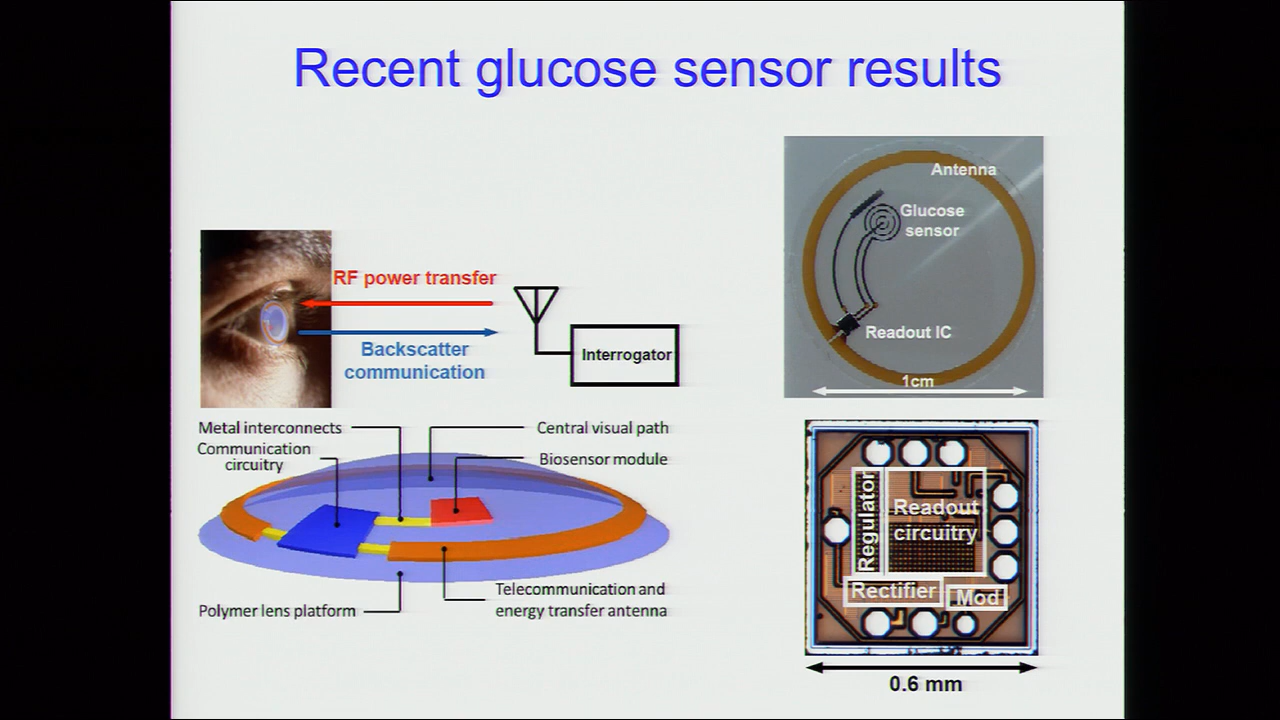 Recent glucose sensor results
RF power transfer
Backscatter
communication
Interrogator
Metal interconnects
Communication
circuitry
Central visual path
Biosensor module
Polymer lens platform
Telecommunication and
energy transfer antenna
Antenna
Glucose
sensor
Readout IC
1cm
Regulator
Readout
circuitry
Rectifier
Mod
0.6 mm